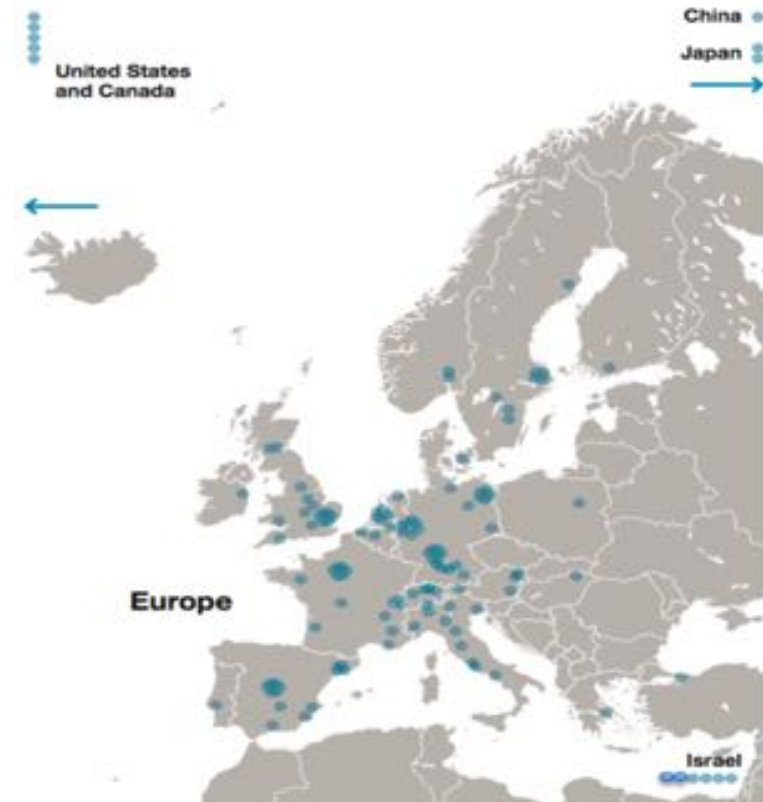 China
Japan
United States
and Canada
Europe
Israel